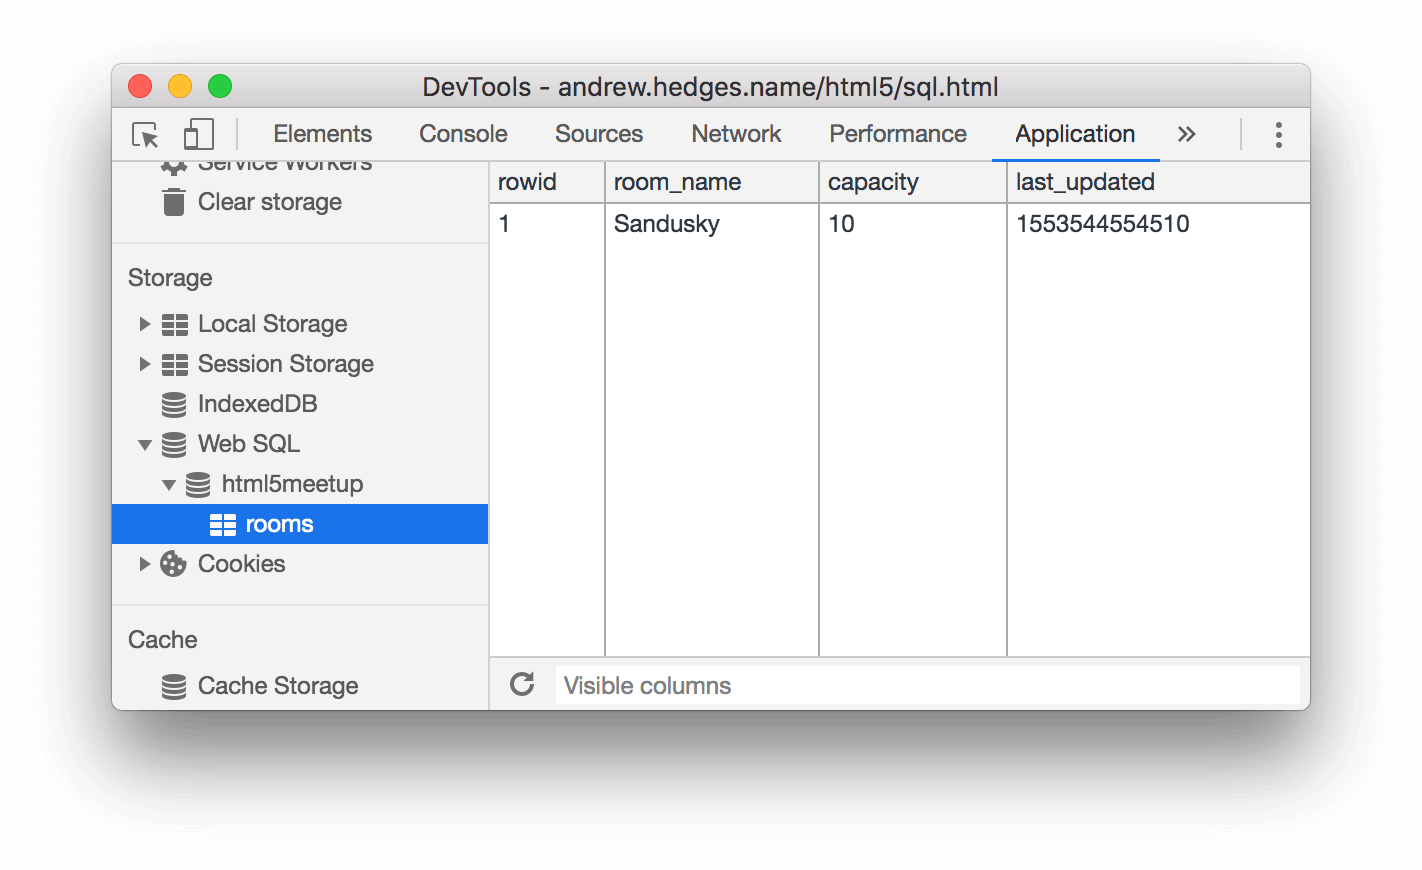 DevTools - andrew.hedges.name/html5/sql.html
Elements Console Sources Network Performance Application »
Service Workers
Clear storage
Storage
Local Storage
Session Storage
IndexedDB
Web SQL
html5meetup
rooms
Cookies
Cache
Cache Storage
rowid room_name capacity last_updated
1 Sandusky 10 1553544554510
Visible columns